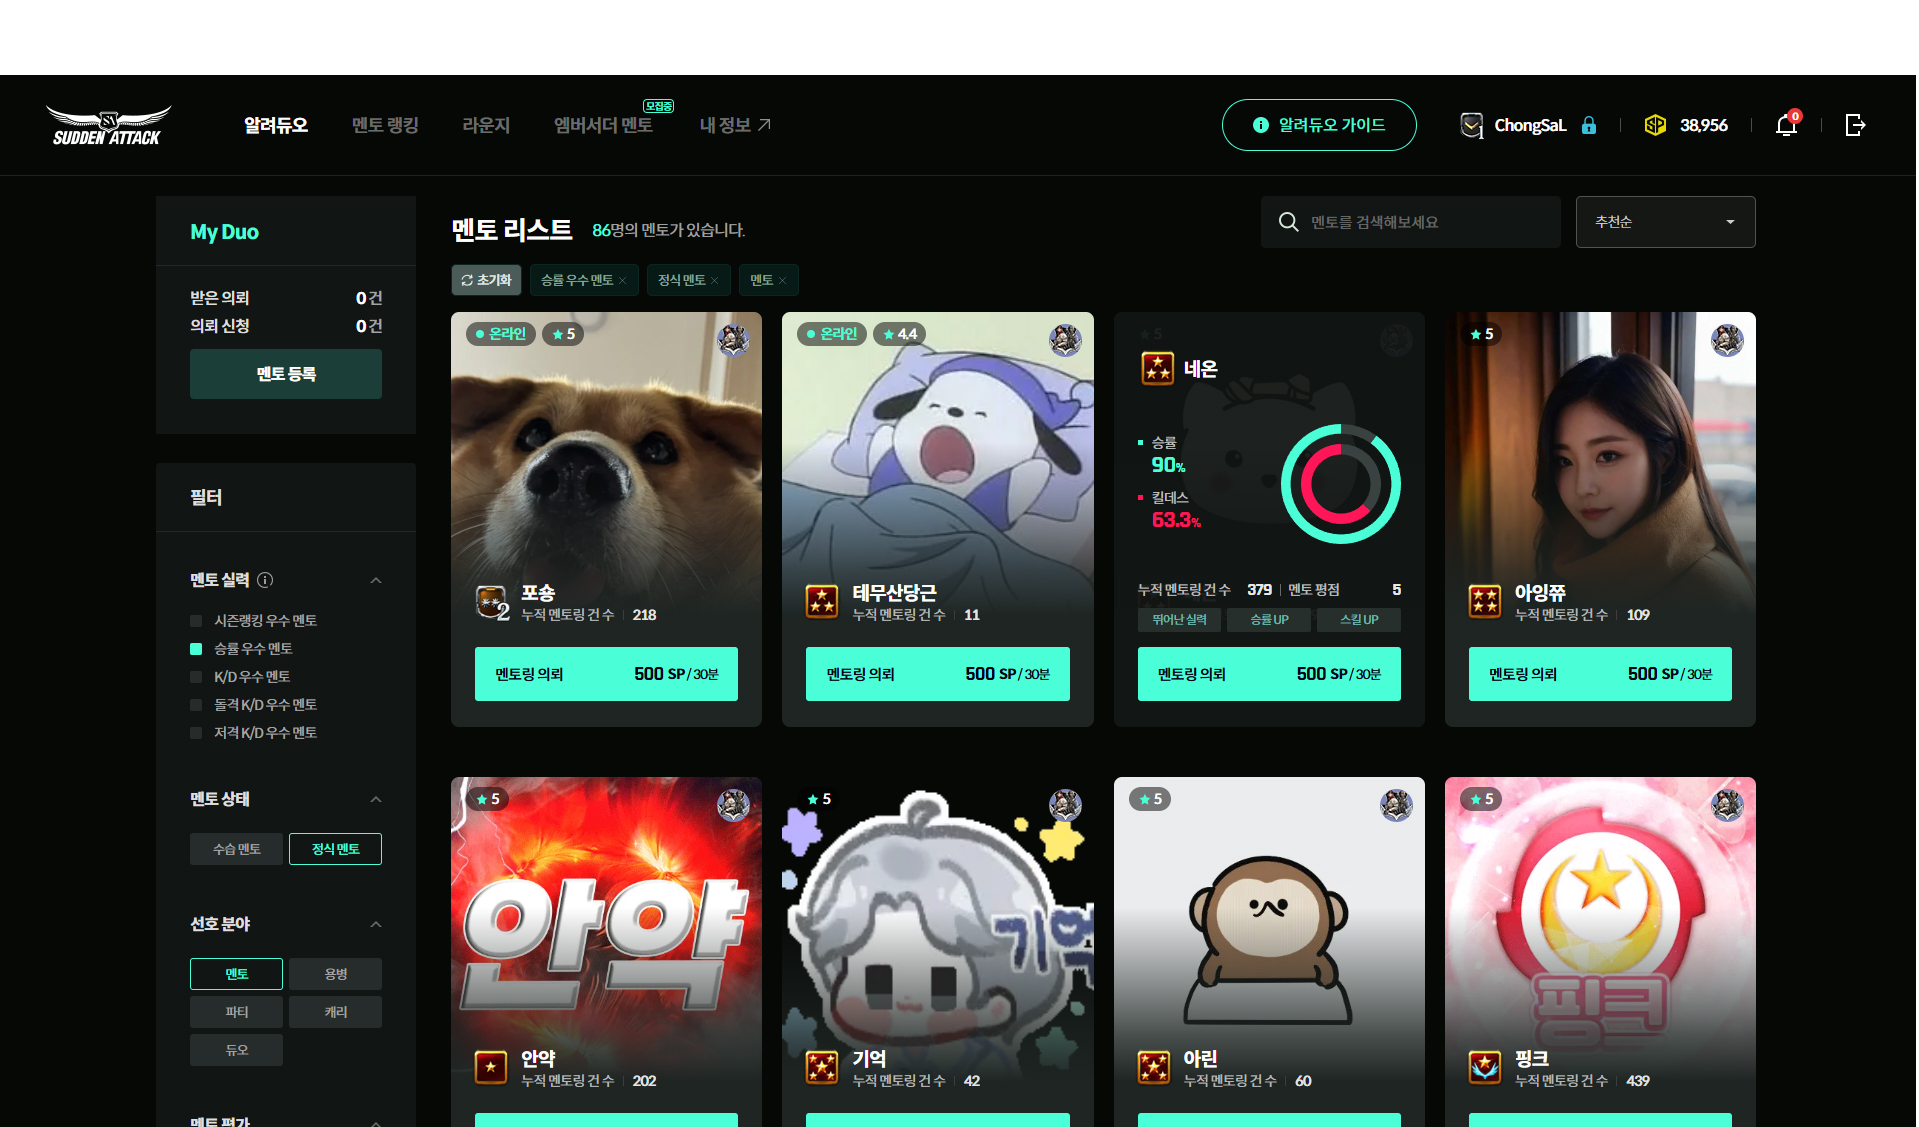 SUDDEN ATTACK
알려듀오
멘토 랭킹
라운지
엠버서더 멘토
모집중
내 정보
알려듀오 가이드
1
ChongSaL
SP
38,956
0
My Duo
받은 의뢰 0건
의뢰 신청 0건
멘토 등록
필터
멘토 실력
시즌랭킹 우수 멘토
승률 우수 멘토
K/D 우수 멘토
돌격 K/D 우수 멘토
저격 K/D 우수 멘토
멘토 상태
수습 멘토
정식 멘토
선호 분야
멘토
용병
파티
캐리
듀오
멘토 평가
멘토 리스트 86명의 멘토가 있습니다.
멘토를 검색해보세요
추천순
초기화
승률 우수 멘토
정식 멘토
멘토
온라인
5
2
포숑
누적 멘토링 건 수 218
멘토링 의뢰 500 SP/30분
온라인
4.4
테무산당근
누적 멘토링 건 수 11
멘토링 의뢰 500 SP/30분
5
네온
승률
90%
킬데스
63.3%
누적 멘토링 건 수 379 멘토 평점 5
뛰어난 실력
승률 UP
스킬 UP
멘토링 의뢰 500 SP/30분
5
아잉쮸
누적 멘토링 건 수 109
멘토링 의뢰 500 SP/30분
5
안약
안약
누적 멘토링 건 수 202
5
기억
기억
누적 멘토링 건 수 42
5
아린
누적 멘토링 건 수 60
5
핑크
핑크
누적 멘토링 건 수 439